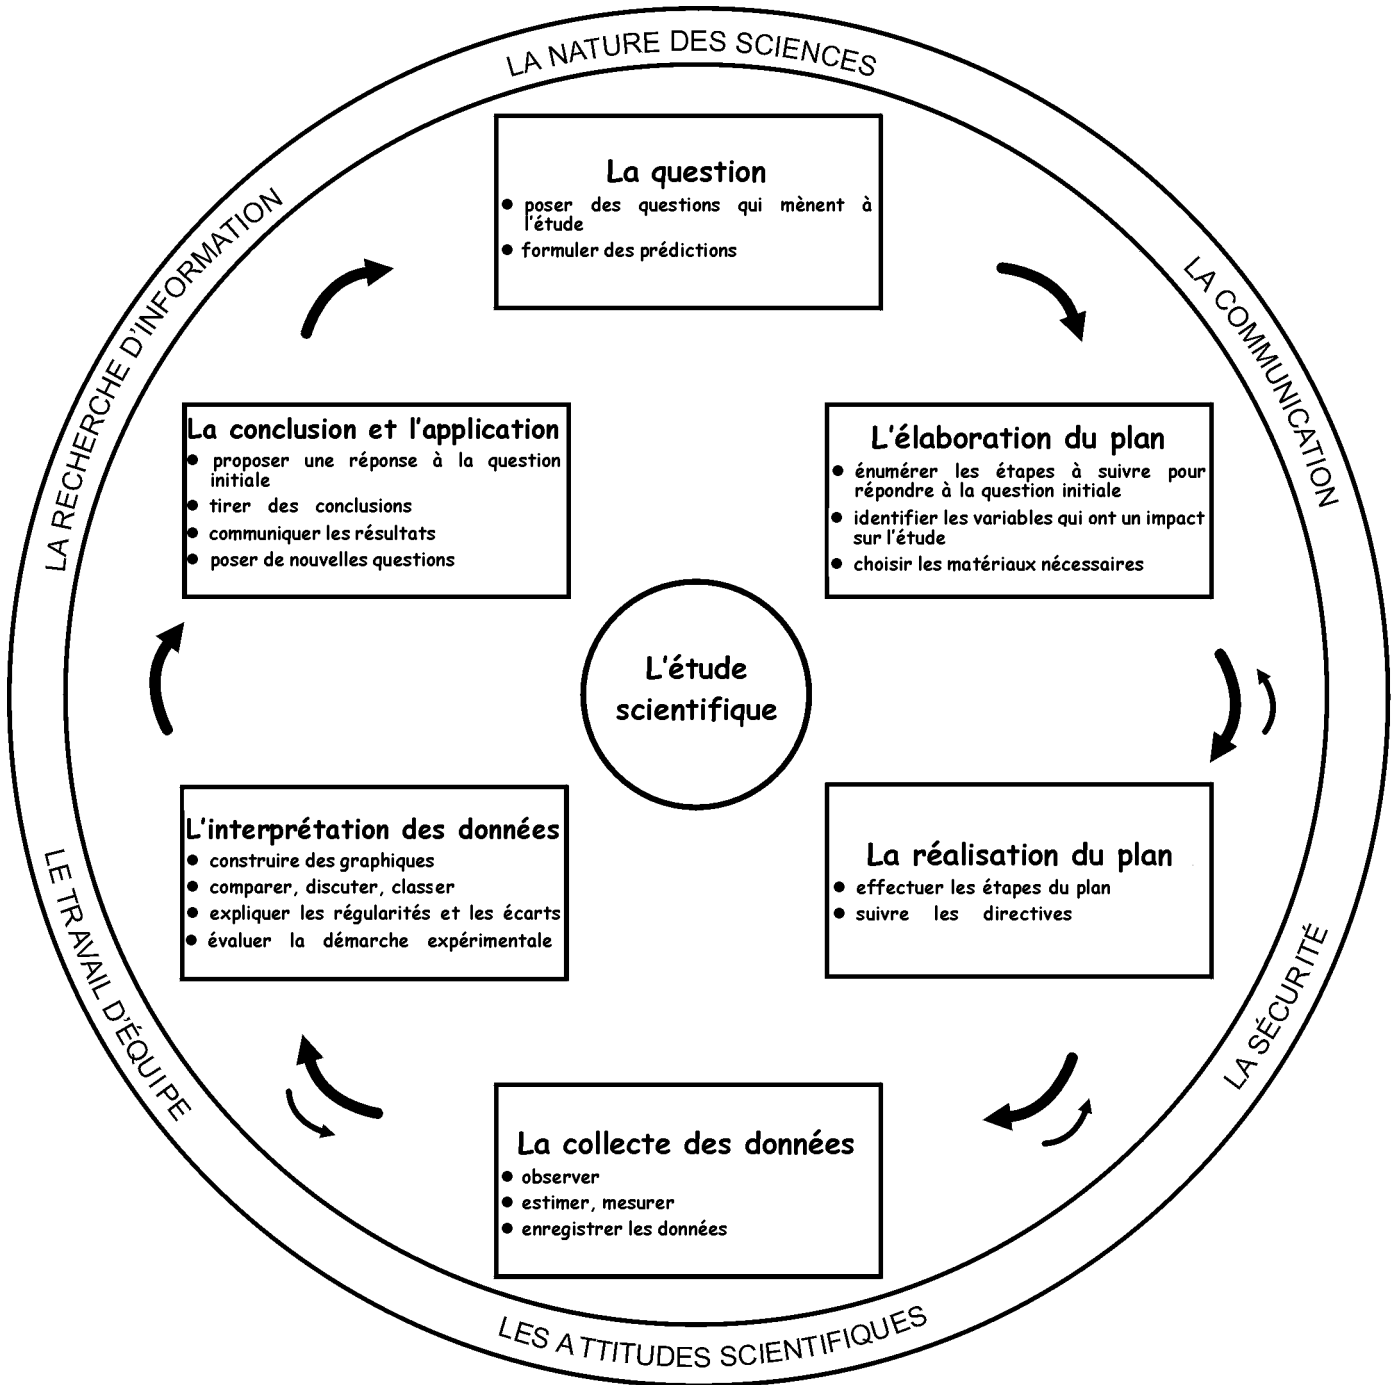 LA NATURE DES SCIENCES
LA COMMUNICATION
LA SÉCURITÉ
LES ATTITUDES SCIENTIFIQUES
LE TRAVAIL D'ÉQUIPE
LA RECHERCHE D'INFORMATION
La question
● poser des questions qui mènent à
l'étude
● formuler des prédictions
L'élaboration du plan
● énumérer les étapes à suivre pour
répondre à la question initiale
● identifier les variables qui ont un impact
sur l'étude
● choisir les matériaux nécessaires
La réalisation du plan
● effectuer les étapes du plan
● suivre les directives
La collecte des données
● observer
● estimer, mesurer
● enregistrer les données
L'interprétation des données
● construire des graphiques
● comparer, discuter, classer
● expliquer les régularités et les écarts
● évaluer la démarche expérimentale
La conclusion et l'application
● proposer une réponse à la question
initiale
● tirer des conclusions
● communiquer les résultats
● poser de nouvelles questions
L'étude
scientifique